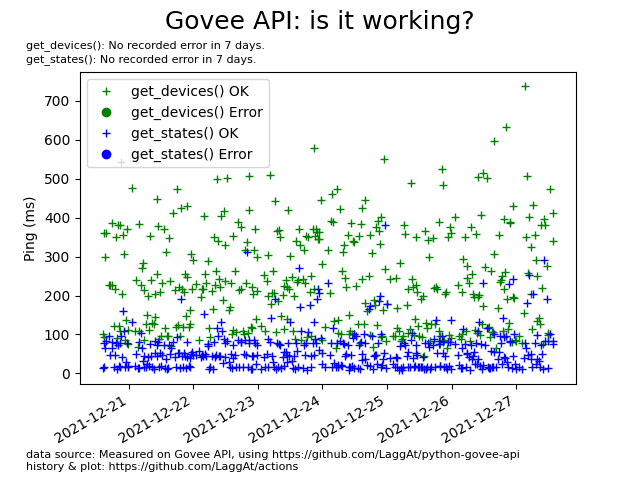 Govee API: is it working?
get_devices(): No recorded error in 7 days.
get_states(): No recorded error in 7 days.
get_devices() OK
get_devices() Error
get_states() OK
get_states() Error
Ping (ms)
700
600
500
400
300
200
100
0
2021-12-21
2021-12-22
2021-12-23
2021-12-24
2021-12-25
2021-12-26
2021-12-27
data source: Measured on Govee API, using https://github.com/LaggAt/python-govee-api
history & plot: https://github.com/LaggAt/actions